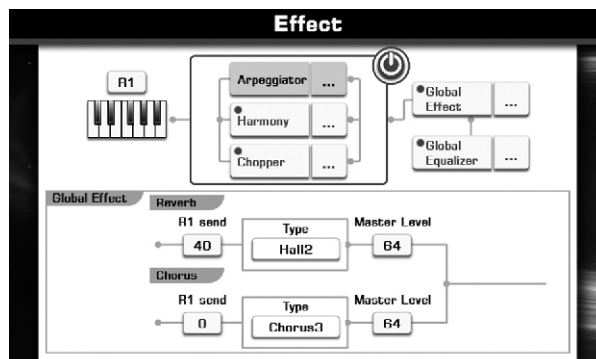 Effect
R1
Arpeggiator ...
Harmony ...
Chopper ...
Global
Effect ...
Global
Equalizer ...
Global Effect
Reverb
R1 send
40
Type
Hall2
Master Level
64
Chorus
R1 send
0
Type
Chorus3
Master Level
64